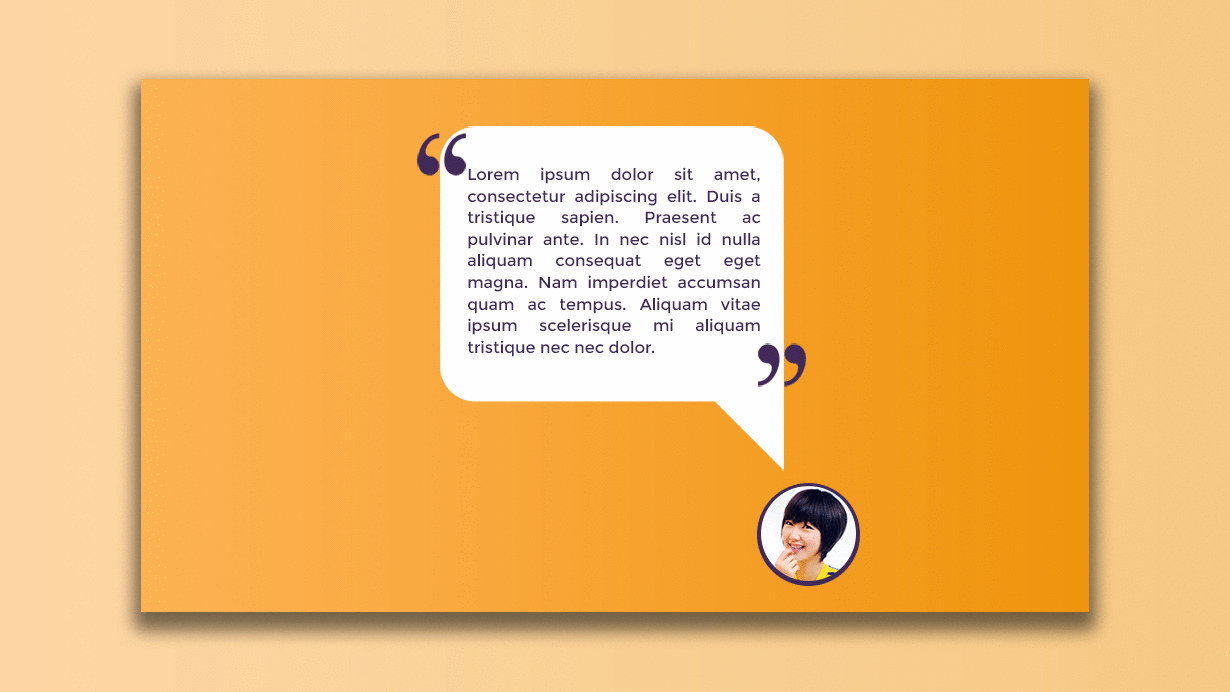 “Lorem ipsum dolor sit amet,
consectetur adipiscing elit. Duis a
tristique sapien. Praesent ac
pulvinar ante. In nec nisl id nulla
aliquam consequat eget eget
magna. Nam imperdiet accumsan
quam ac tempus. Aliquam vitae
ipsum scelerisque mi aliquam
tristique nec nec dolor.”